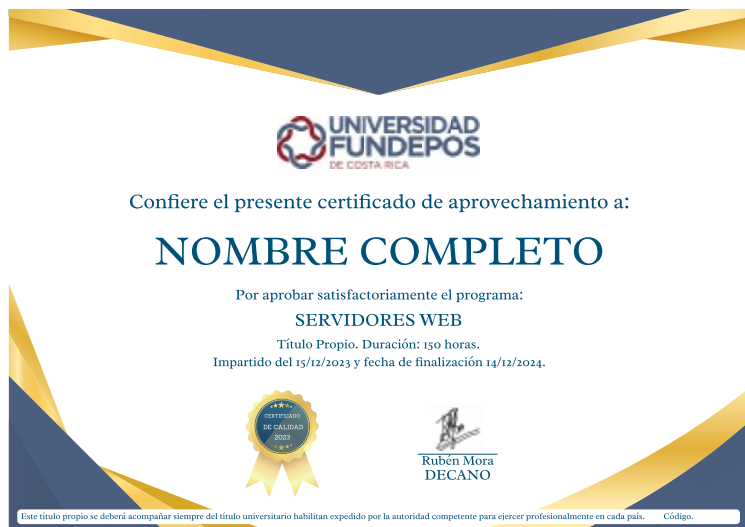 UNIVERSIDAD
FUNDEPOS
DE COSTA RICA
Confiere el presente certificado de aprovechamiento a:
NOMBRE COMPLETO
Por aprobar satisfactoriamente el programa:
SERVIDORES WEB
Título Propio. Duración: 150 horas.
Impartido del 15/12/2023 y fecha de finalización 14/12/2024.
CERTIFICADO
DE CALIDAD
2023
Rubén Mora
DECANO
Este título propio se deberá acompañar siempre del título universitario habilitan expedido por la autoridad competente para ejercer profesionalmente en cada país. Código.